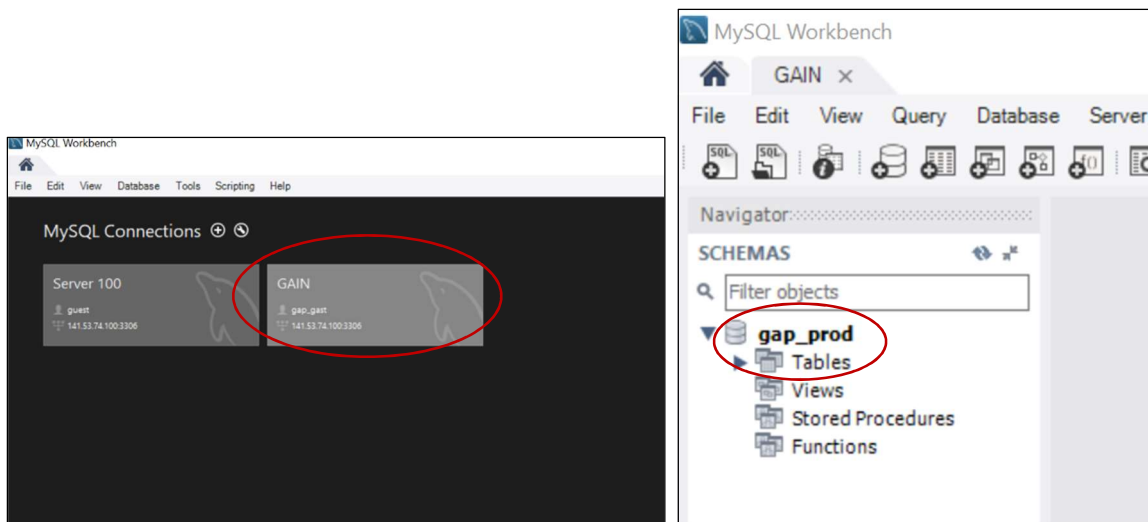 MySQL Workbench
File Edit View Database Tools Scripting Help
MySQL Connections
Server 100
guest
141.53.74.100:3306
GAIN
gap_gast
141.53.74.100:3306
MySQL Workbench
GAIN ×
File Edit View Query Database Server
SQL SQL
Navigator
SCHEMAS
Filter objects
gap_prod
Tables
Views
Stored Procedures
Functions